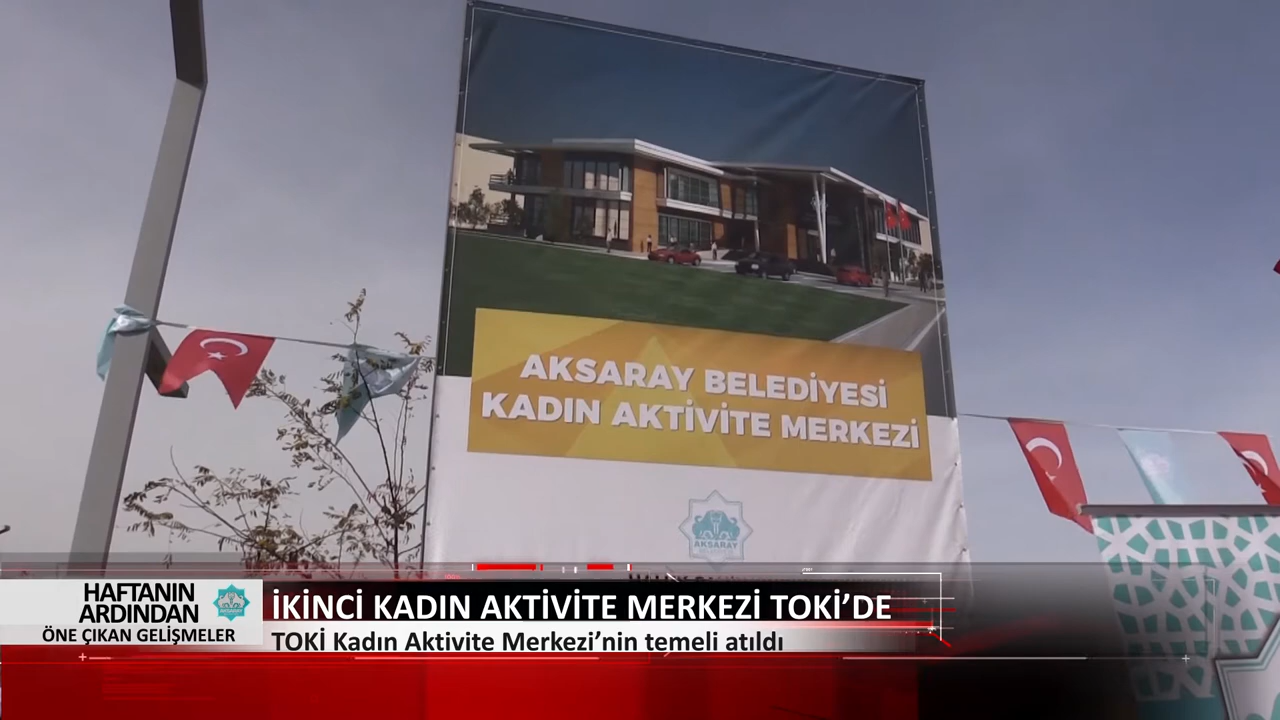 AKSARAY BELEDİYESİ
KADIN AKTİVİTE MERKEZİ
AKSARAY
HAFTANIN
ARDINDAN
ÖNE ÇIKAN GELİŞMELER
İKİNCİ KADIN AKTİVİTE MERKEZİ TOKİ’DE
TOKİ Kadın Aktivite Merkezi’nin temeli atıldı